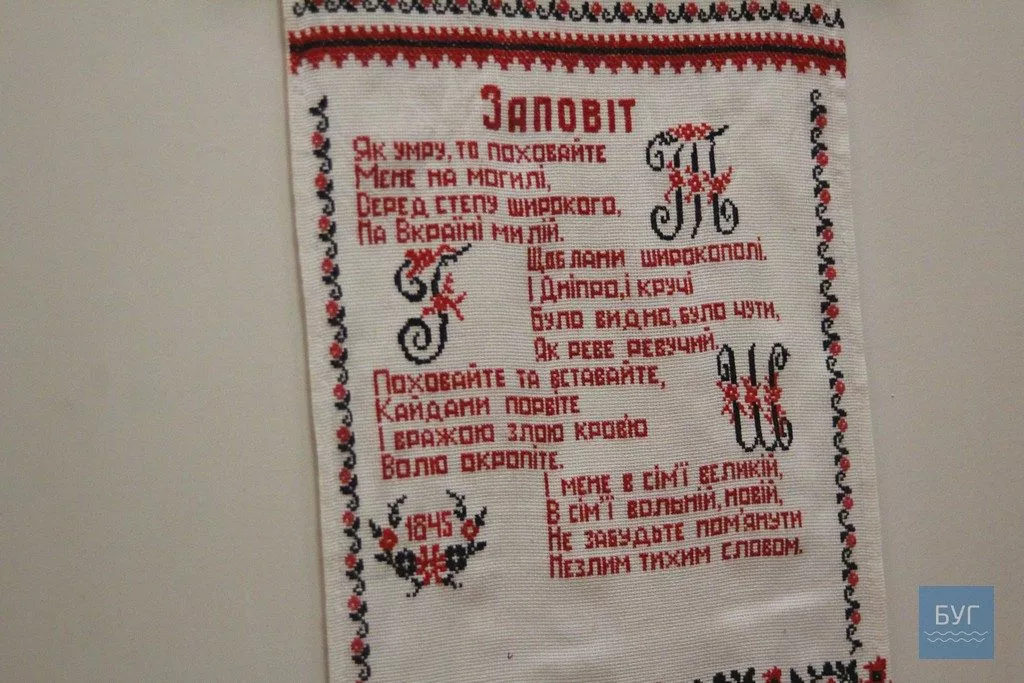 Заповіт
Як умру, то поховайте
Мене на могилі,
Серед степу широкого,
На Вкраїні милій.
Т
Щоб лани широкополі.
І Дніпро, і кручі
Було видно, було чути,
Як реве ревучий.
Г
Поховайте та вставайте,
Кайдани порвіте
І вражою злою кровію
Волю окропіте.
Ш
І мене в сім'ї великій,
В сім'ї вольній, новій,
Не забудьте пом'янути
Незлим тихим словом.
1845
БУГ